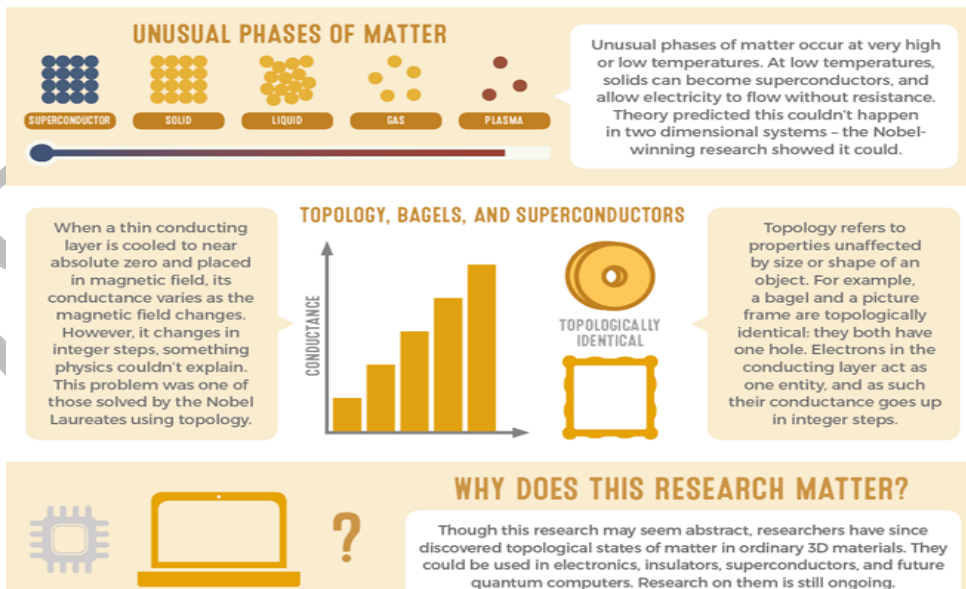 UNUSUAL PHASES OF MATTER
SUPERCONDUCTOR
SOLID
LIQUID
GAS
PLASMA
Unusual phases of matter occur at very high
or low temperatures. At low temperatures,
solids can become superconductors, and
allow electricity to flow without resistance.
Theory predicted this couldn't happen
in two dimensional systems – the Nobel-
winning research showed it could.
TOPOLOGY, BAGELS, AND SUPERCONDUCTORS
When a thin conducting
layer is cooled to near
absolute zero and placed
in magnetic field, its
conductance varies as the
magnetic field changes.
However, it changes in
integer steps, something
physics couldn't explain.
This problem was one of
those solved by the Nobel
Laureates using topology.
CONDUCTANCE
TOPOLOGICALLY
IDENTICAL
Topology refers to
properties unaffected
by size or shape of an
object. For example,
a bagel and a picture
frame are topologically
identical: they both have
one hole. Electrons in the
conducting layer act as
one entity, and as such
their conductance goes up
in integer steps.
?
WHY DOES THIS RESEARCH MATTER?
Though this research may seem abstract, researchers have since
discovered topological states of matter in ordinary 3D materials. They
could be used in electronics, insulators, superconductors, and future
quantum computers. Research on them is still ongoing.